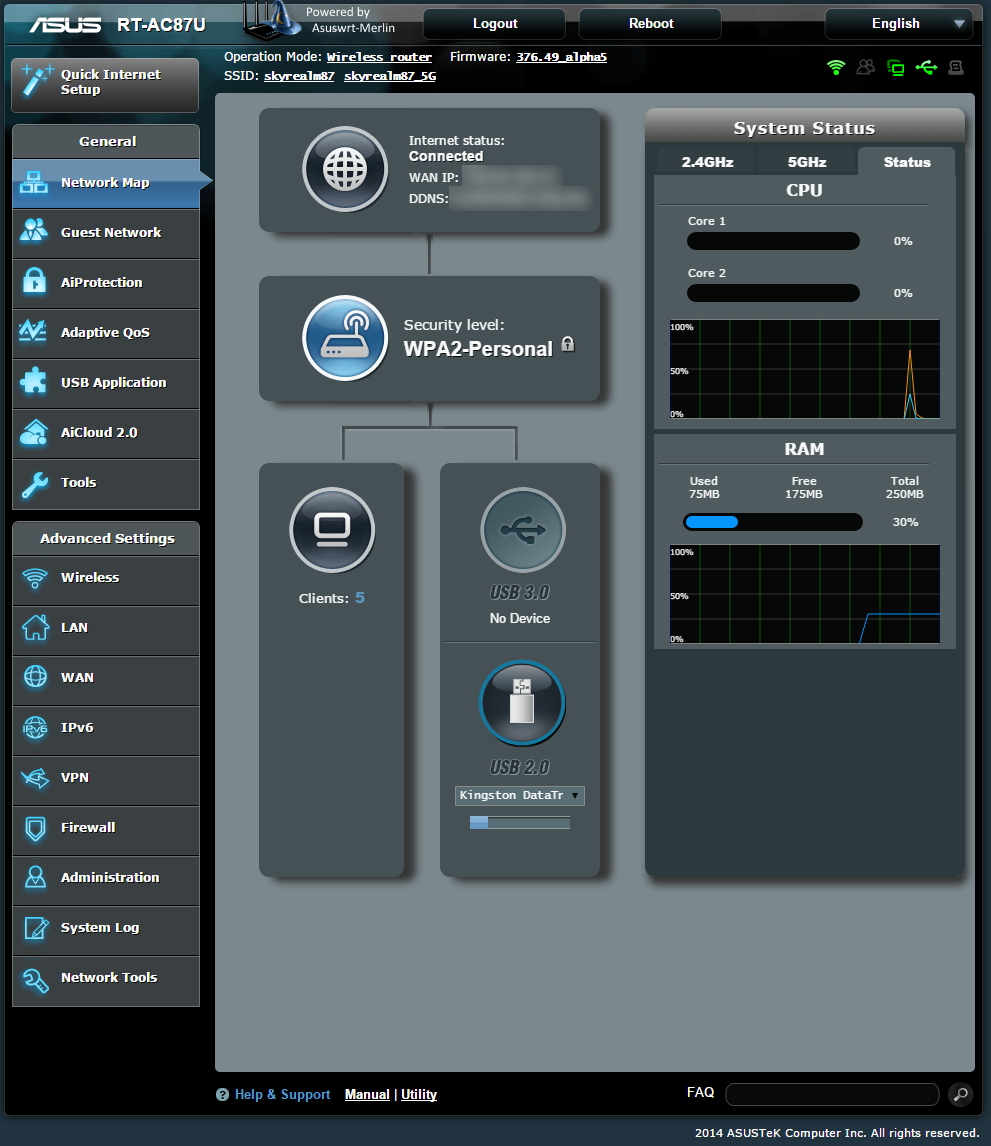 ASUS RT-AC87U
Powered by
Asuswrt-Merlin
Logout
Reboot
English
Quick Internet
Setup
Operation Mode: Wireless router Firmware: 376.49_alpha5
SSID: skyrealm87 skyrealm87_5G
General
Network Map
Guest Network
AiProtection
Adaptive QoS
USB Application
AiCloud 2.0
Tools
Advanced Settings
Wireless
LAN
WAN
IPv6
IPv6
VPN
Firewall
Administration
System Log
Network Tools
Internet status:
Connected
WAN IP:
DDNS:
Security level:
WPA2-Personal
Clients: 5
USB 3.0
No Device
USB 2.0
Kingston DataTr
System Status
2.4GHz 5GHz Status
CPU
Core 1
0%
Core 2
0%
100%
50%
0%
RAM
Used Free Total
75MB 175MB 250MB
30%
100%
50%
0%
? Help & Support Manual | Utility
FAQ
2014 ASUSTeK Computer Inc. All rights reserved.